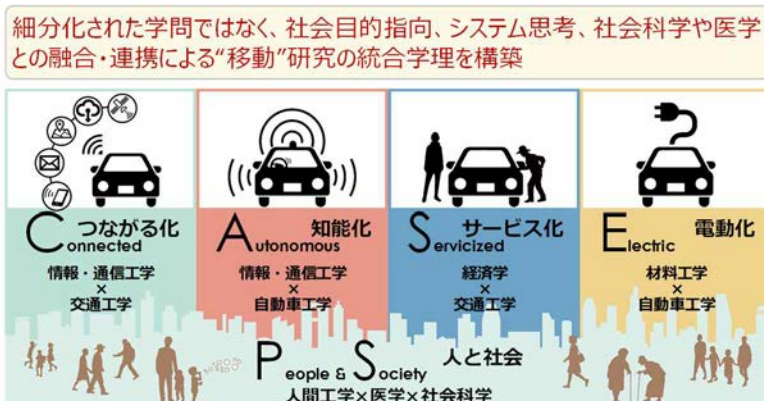 細分化された学問ではなく、社会目的指向、システム思考、社会科学や医学
との融合・連携による“移動”研究の統合学理を構築
Connected つながる化
情報・通信工学
×
交通工学
Autonomous 知能化
情報・通信工学
×
自動車工学
Servicized サービス化
経済学
×
交通工学
Electric 電動化
材料工学
×
自動車工学
People & Society 人と社会
人間工学×医学×社会科学